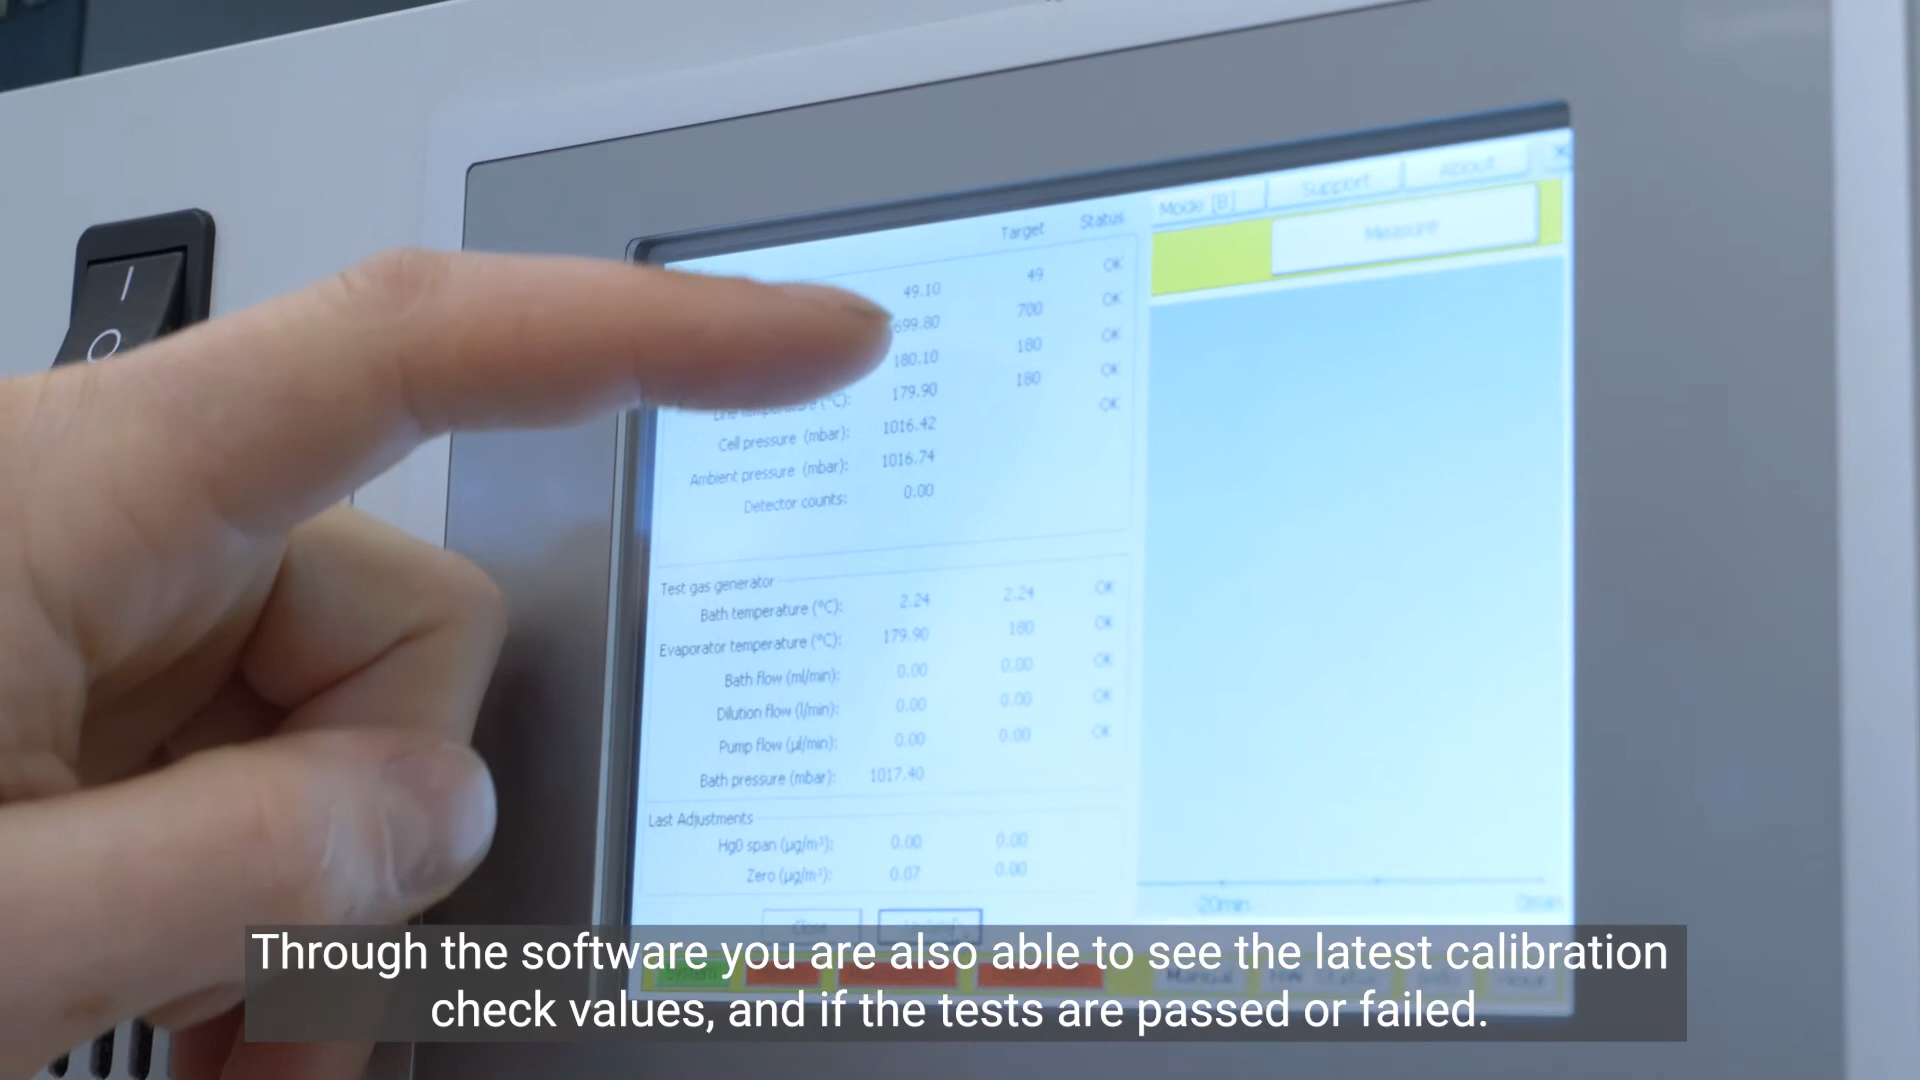 Mode [B] Support About
Target Status
Measure
49.10 49 OK
699.80 700 OK
180.10 180 OK
Line temperature (°C): 179.90 180 OK
Cell pressure (mbar): 1016.42 OK
Ambient pressure (mbar): 1016.74
Detector counts: 0.00
Test gas generator
Bath temperature (°C): 2.24 2.24 OK
Evaporator temperature (°C): 179.90 180 OK
Bath flow (ml/min): 0.00 0.00 OK
Dilution flow (l/min): 0.00 0.00 OK
Pump flow (µl/min): 0.00 0.00 OK
Bath pressure (mbar): 1017.40
Last Adjustments
Hg0 span (µg/m³): 0.00 0.00
Zero (µg/m³): 0.07 0.00
-20min 0min
Close
Manual
Through the software you are also able to see the latest calibration
check values, and if the tests are passed or failed.